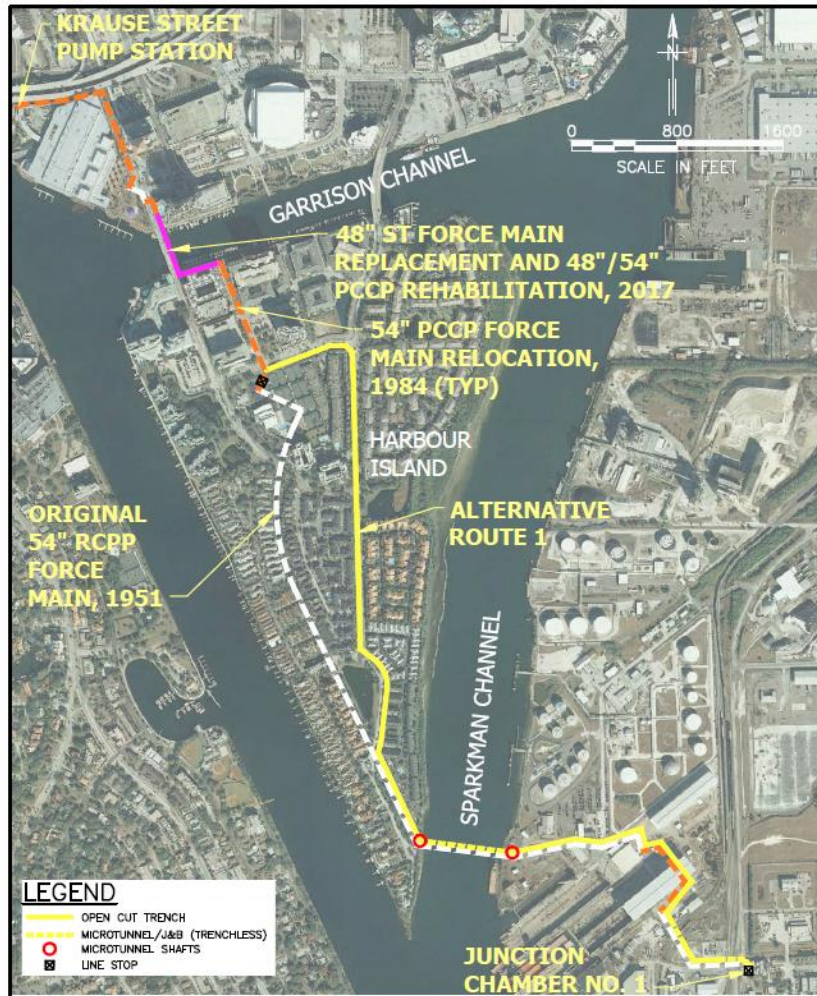 KRAUSE STREET
PUMP STATION
N
0 800 1600
SCALE IN FEET
GARRISON CHANNEL
48" ST FORCE MAIN
REPLACEMENT AND 48"/54"
PCCP REHABILITATION, 2017
54" PCCP FORCE
MAIN RELOCATION,
1984 (TYP)
HARBOUR
ISLAND
ORIGINAL
54" RCPP
FORCE
MAIN, 1951
ALTERNATIVE
ROUTE 1
SPARKMAN CHANNEL
LEGEND
OPEN CUT TRENCH
MICROTUNNEL/J&B (TRENCHLESS)
MICROTUNNEL SHAFTS
LINE STOP
JUNCTION
CHAMBER NO. 1